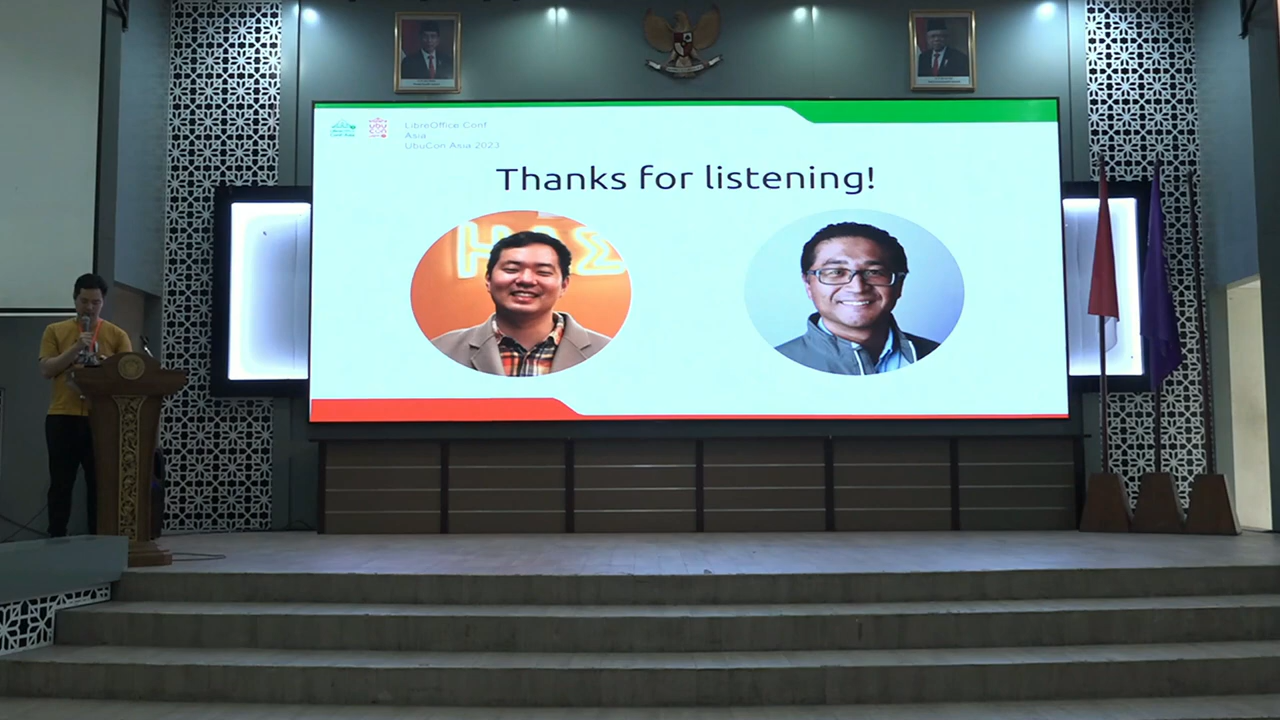 LibreOffice Conf
Asia
UbuCon Asia 2023
Thanks for listening!